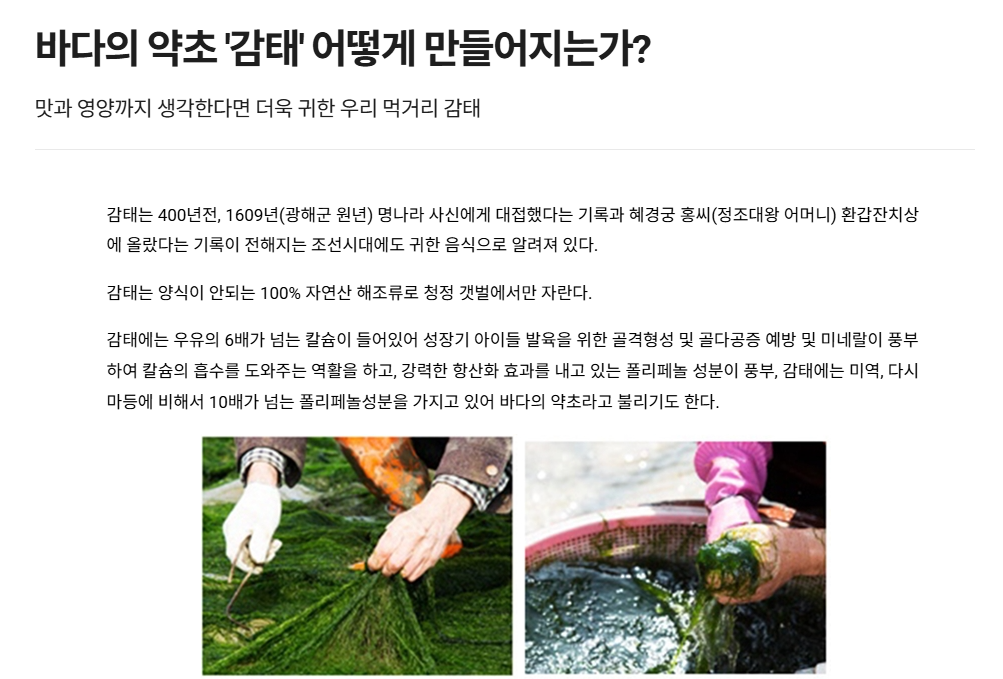 바다의 약초 '감태' 어떻게 만들어지는가?
맛과 영양까지 생각한다면 더욱 귀한 우리 먹거리 감태
감태는 400년전, 1609년(광해군 원년) 명나라 사신에게 대접했다는 기록과 혜경궁 홍씨(정조대왕 어머니) 환갑잔치상
에 올랐다는 기록이 전해지는 조선시대에도 귀한 음식으로 알려져 있다.
감태는 양식이 안되는 100% 자연산 해조류로 청정 갯벌에서만 자란다.
감태에는 우유의 6배가 넘는 칼슘이 들어있어 성장기 아이들 발육을 위한 골격형성 및 골다공증 예방 및 미네랄이 풍부
하여 칼슘의 흡수를 도와주는 역활을 하고, 강력한 항산화 효과를 내고 있는 폴리페놀 성분이 풍부, 감태에는 미역, 다시
마등에 비해서 10배가 넘는 폴리페놀성분을 가지고 있어 바다의 약초라고 불리기도 한다.